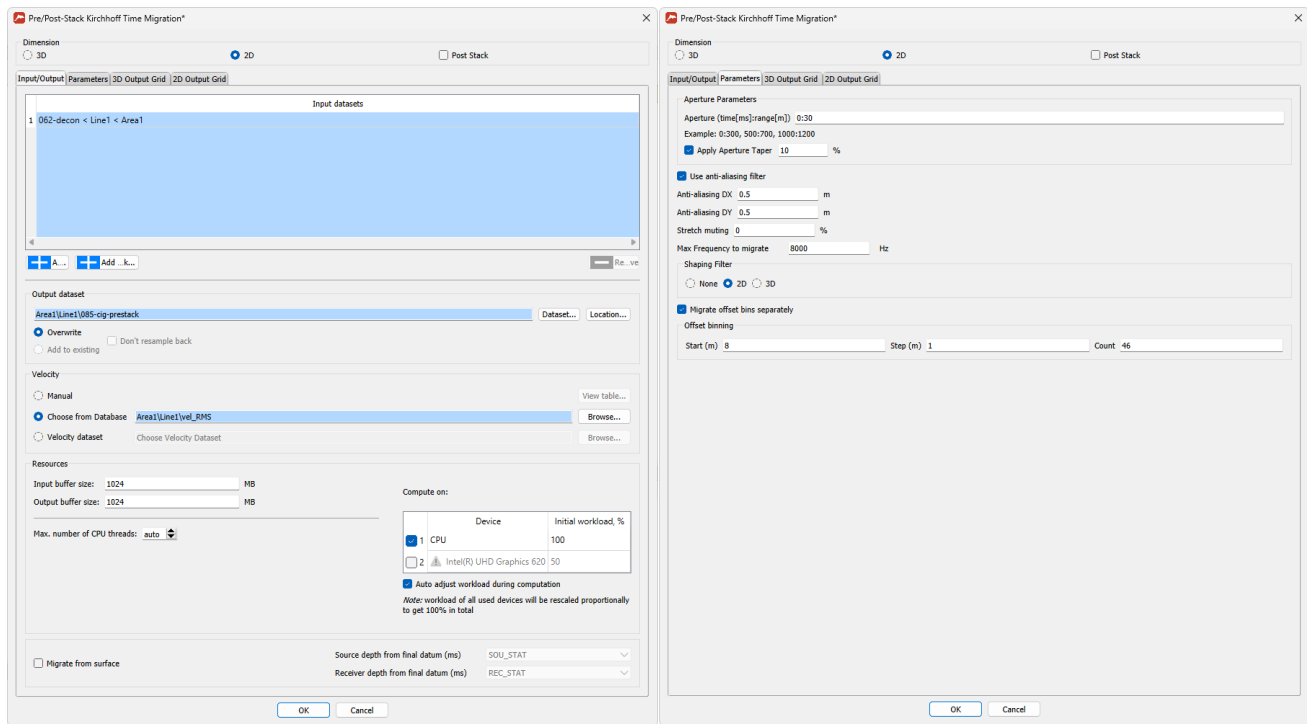 Pre/Post-Stack Kirchhoff Time Migration*
Dimension
3D 2D Post Stack
Input/Output Parameters 3D Output Grid 2D Output Grid
Input datasets
1 062-decon < Line1 < Area1
A... Add ...k... Re...ve
Output dataset
Area1\Line1\085-cig-prestack Dataset... Location...
Overwrite
Don't resample back
Add to existing
Velocity
Manual View table...
Choose from Database Area1\Line1\vel_RMS Browse...
Velocity dataset Choose Velocity Dataset Browse...
Resources
Input buffer size: 1024 MB
Output buffer size: 1024 MB
Max. number of CPU threads: auto
Compute on:
Device Initial workload, %
1 CPU 100
2 Intel(R) UHD Graphics 620 50
Auto adjust workload during computation
Note: workload of all used devices will be rescaled proportionally
to get 100% in total
Migrate from surface
Source depth from final datum (ms) SOU_STAT
Receiver depth from final datum (ms) REC_STAT
OK Cancel
Pre/Post-Stack Kirchhoff Time Migration*
Dimension
3D 2D Post Stack
Input/Output Parameters 3D Output Grid 2D Output Grid
Aperture Parameters
Aperture (time[ms]:range[m]) 0:30
Example: 0:300, 500:700, 1000:1200
Apply Aperture Taper 10 %
Use anti-aliasing filter
Anti-aliasing DX 0.5 m
Anti-aliasing DY 0.5 m
Stretch muting 0 %
Max Frequency to migrate 8000 Hz
Shaping Filter
None 2D 3D
Migrate offset bins separately
Offset binning
Start (m) 8 Step (m) 1 Count 46
OK Cancel